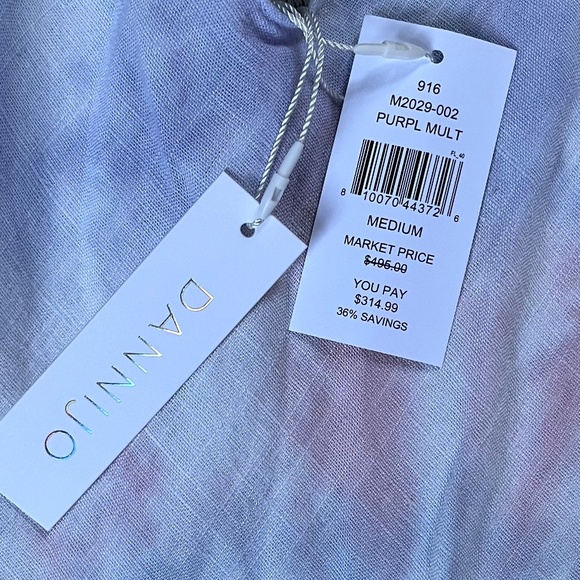 916
M2029-002
PURPL MULT
FL 40
8 10070 44372 6
MEDIUM
MARKET PRICE
$495.00
YOU PAY
$314.99
36% SAVINGS
DANNIJO